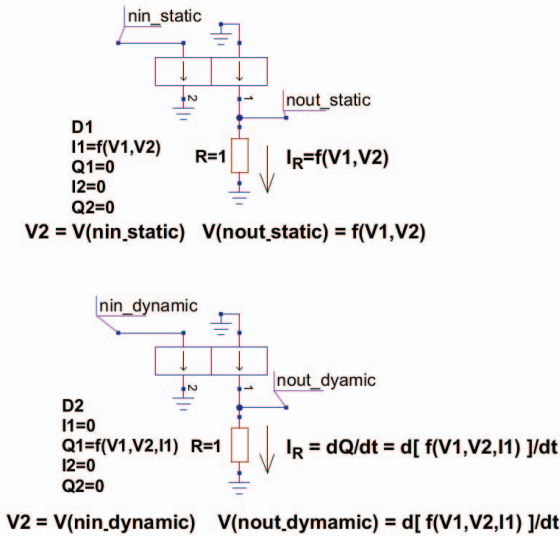 nin_static
2
1
nout_static
D1
I1=f(V1,V2)
Q1=0
I2=0
Q2=0
R=1
IR=f(V1,V2)
V2 = V(nin_static) V(nout_static) = f(V1,V2)
nin_dynamic
2
1
nout_dyamic
D2
I1=0
Q1=f(V1,V2,I1)
I2=0
Q2=0
R=1
IR = dQ/dt = d[ f(V1,V2,I1) ]/dt
V2 = V(nin_dynamic) V(nout_dymamic) = d[ f(V1,V2,I1) ]/dt